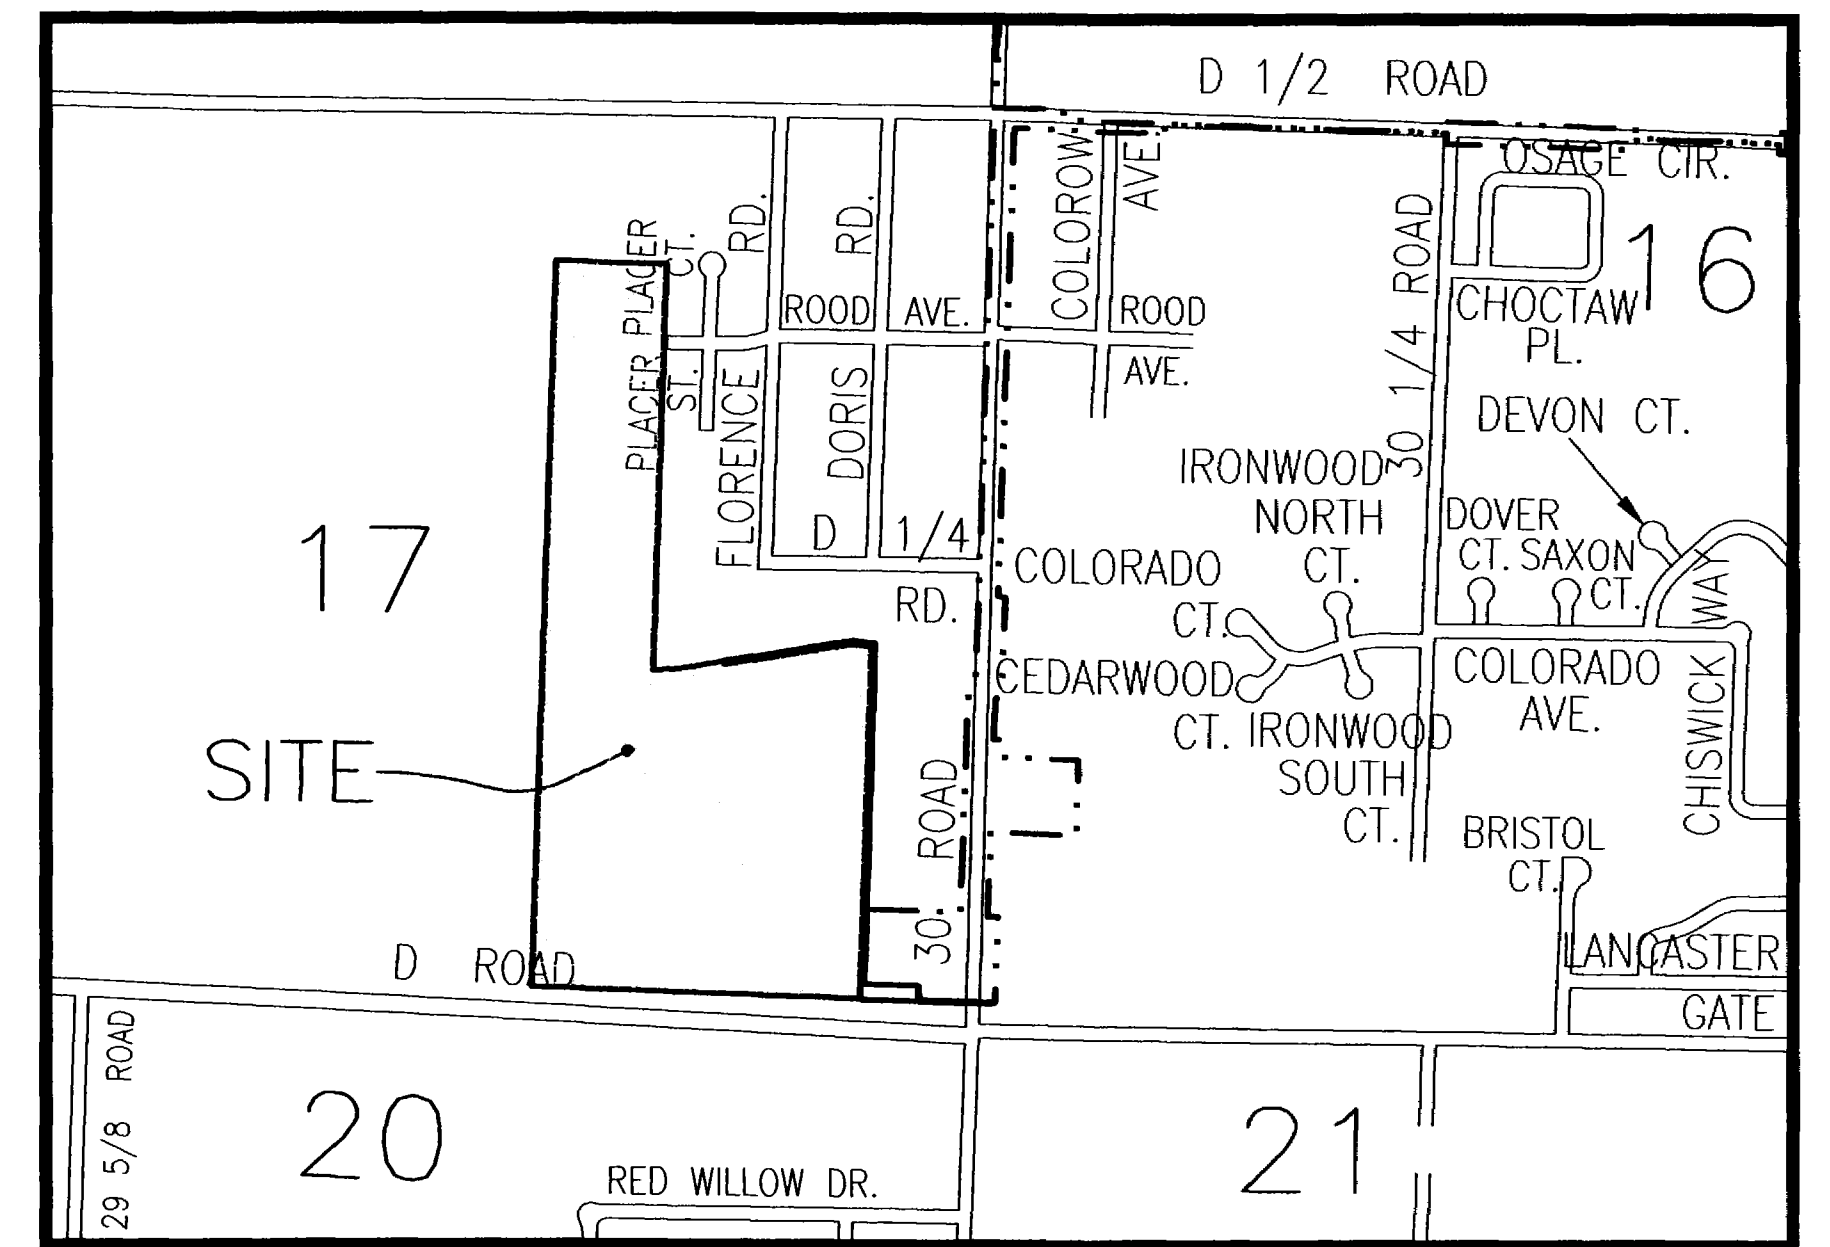 D 1/2 ROAD
OSAGE CIR.
16
COLOROW
AVE.
RD.
RD.
PLACER
CT.
ROOD AVE.
ROOD
AVE.
30 1/4 ROAD
CHOCTAW
PL.
PLACER
PLACER
ST.
FLORENCE
DORIS
DEVON CT.
IRONWOOD
NORTH
CT.
DOVER
CT.
SAXON
CT.
17
D 1/4
RD.
COLORADO
CT.
CHISWICK WAY
CEDARWOOD
CT.
COLORADO
AVE.
IRONWOOD
SOUTH
CT.
SITE
30 ROAD
BRISTOL
CT.
LANCASTER
GATE
D ROAD
29 5/8 ROAD
20
21
RED WILLOW DR.